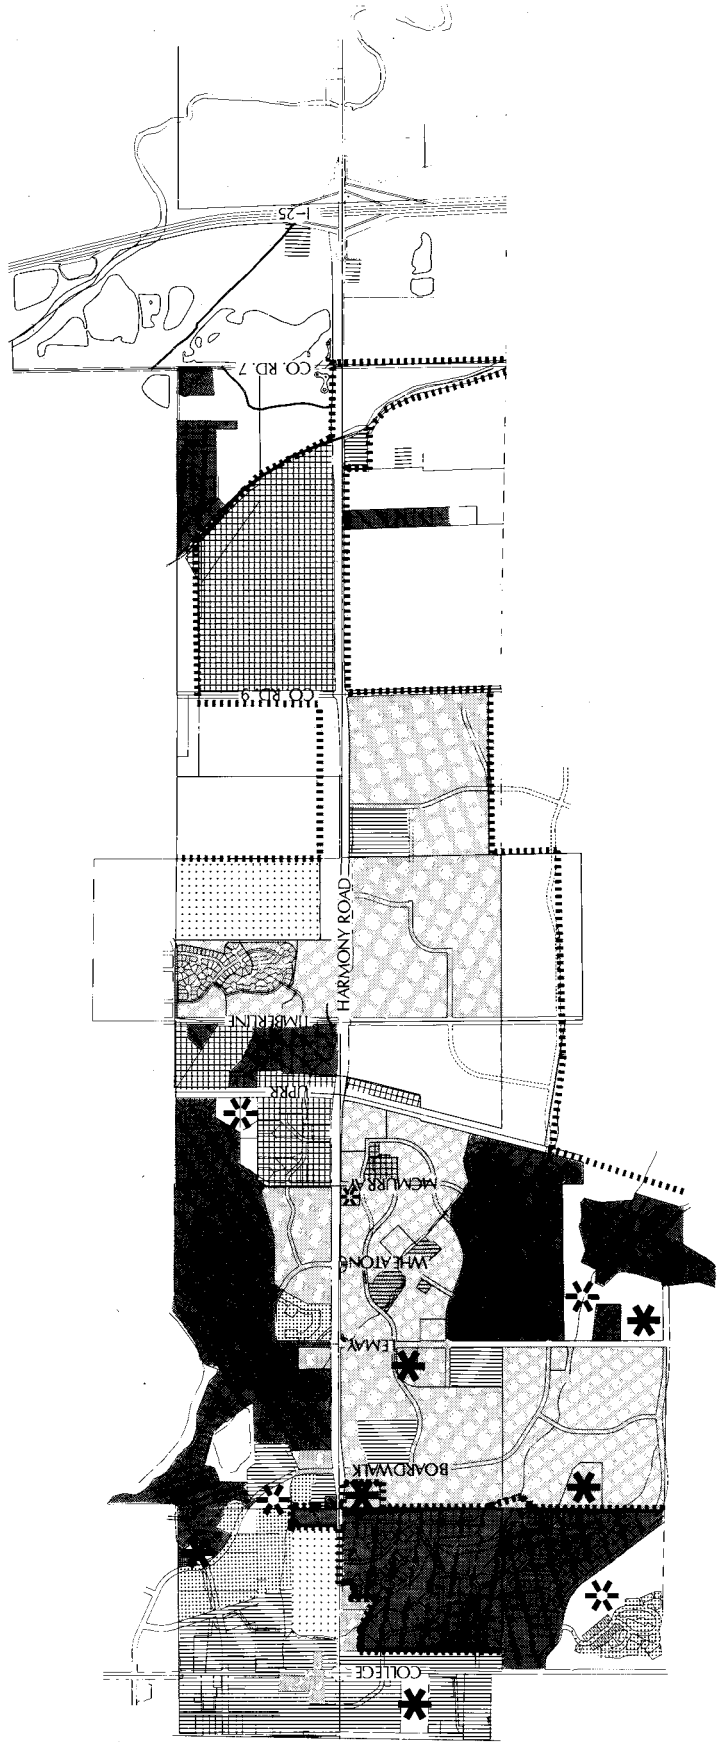 I-25
CO. RD. 7
CO. RD. 9
HARMONY ROAD
TIMBERLINE
UPRR
MCMURRAY
WHEATON
LEMAY
BOARDWALK
COLLEGE